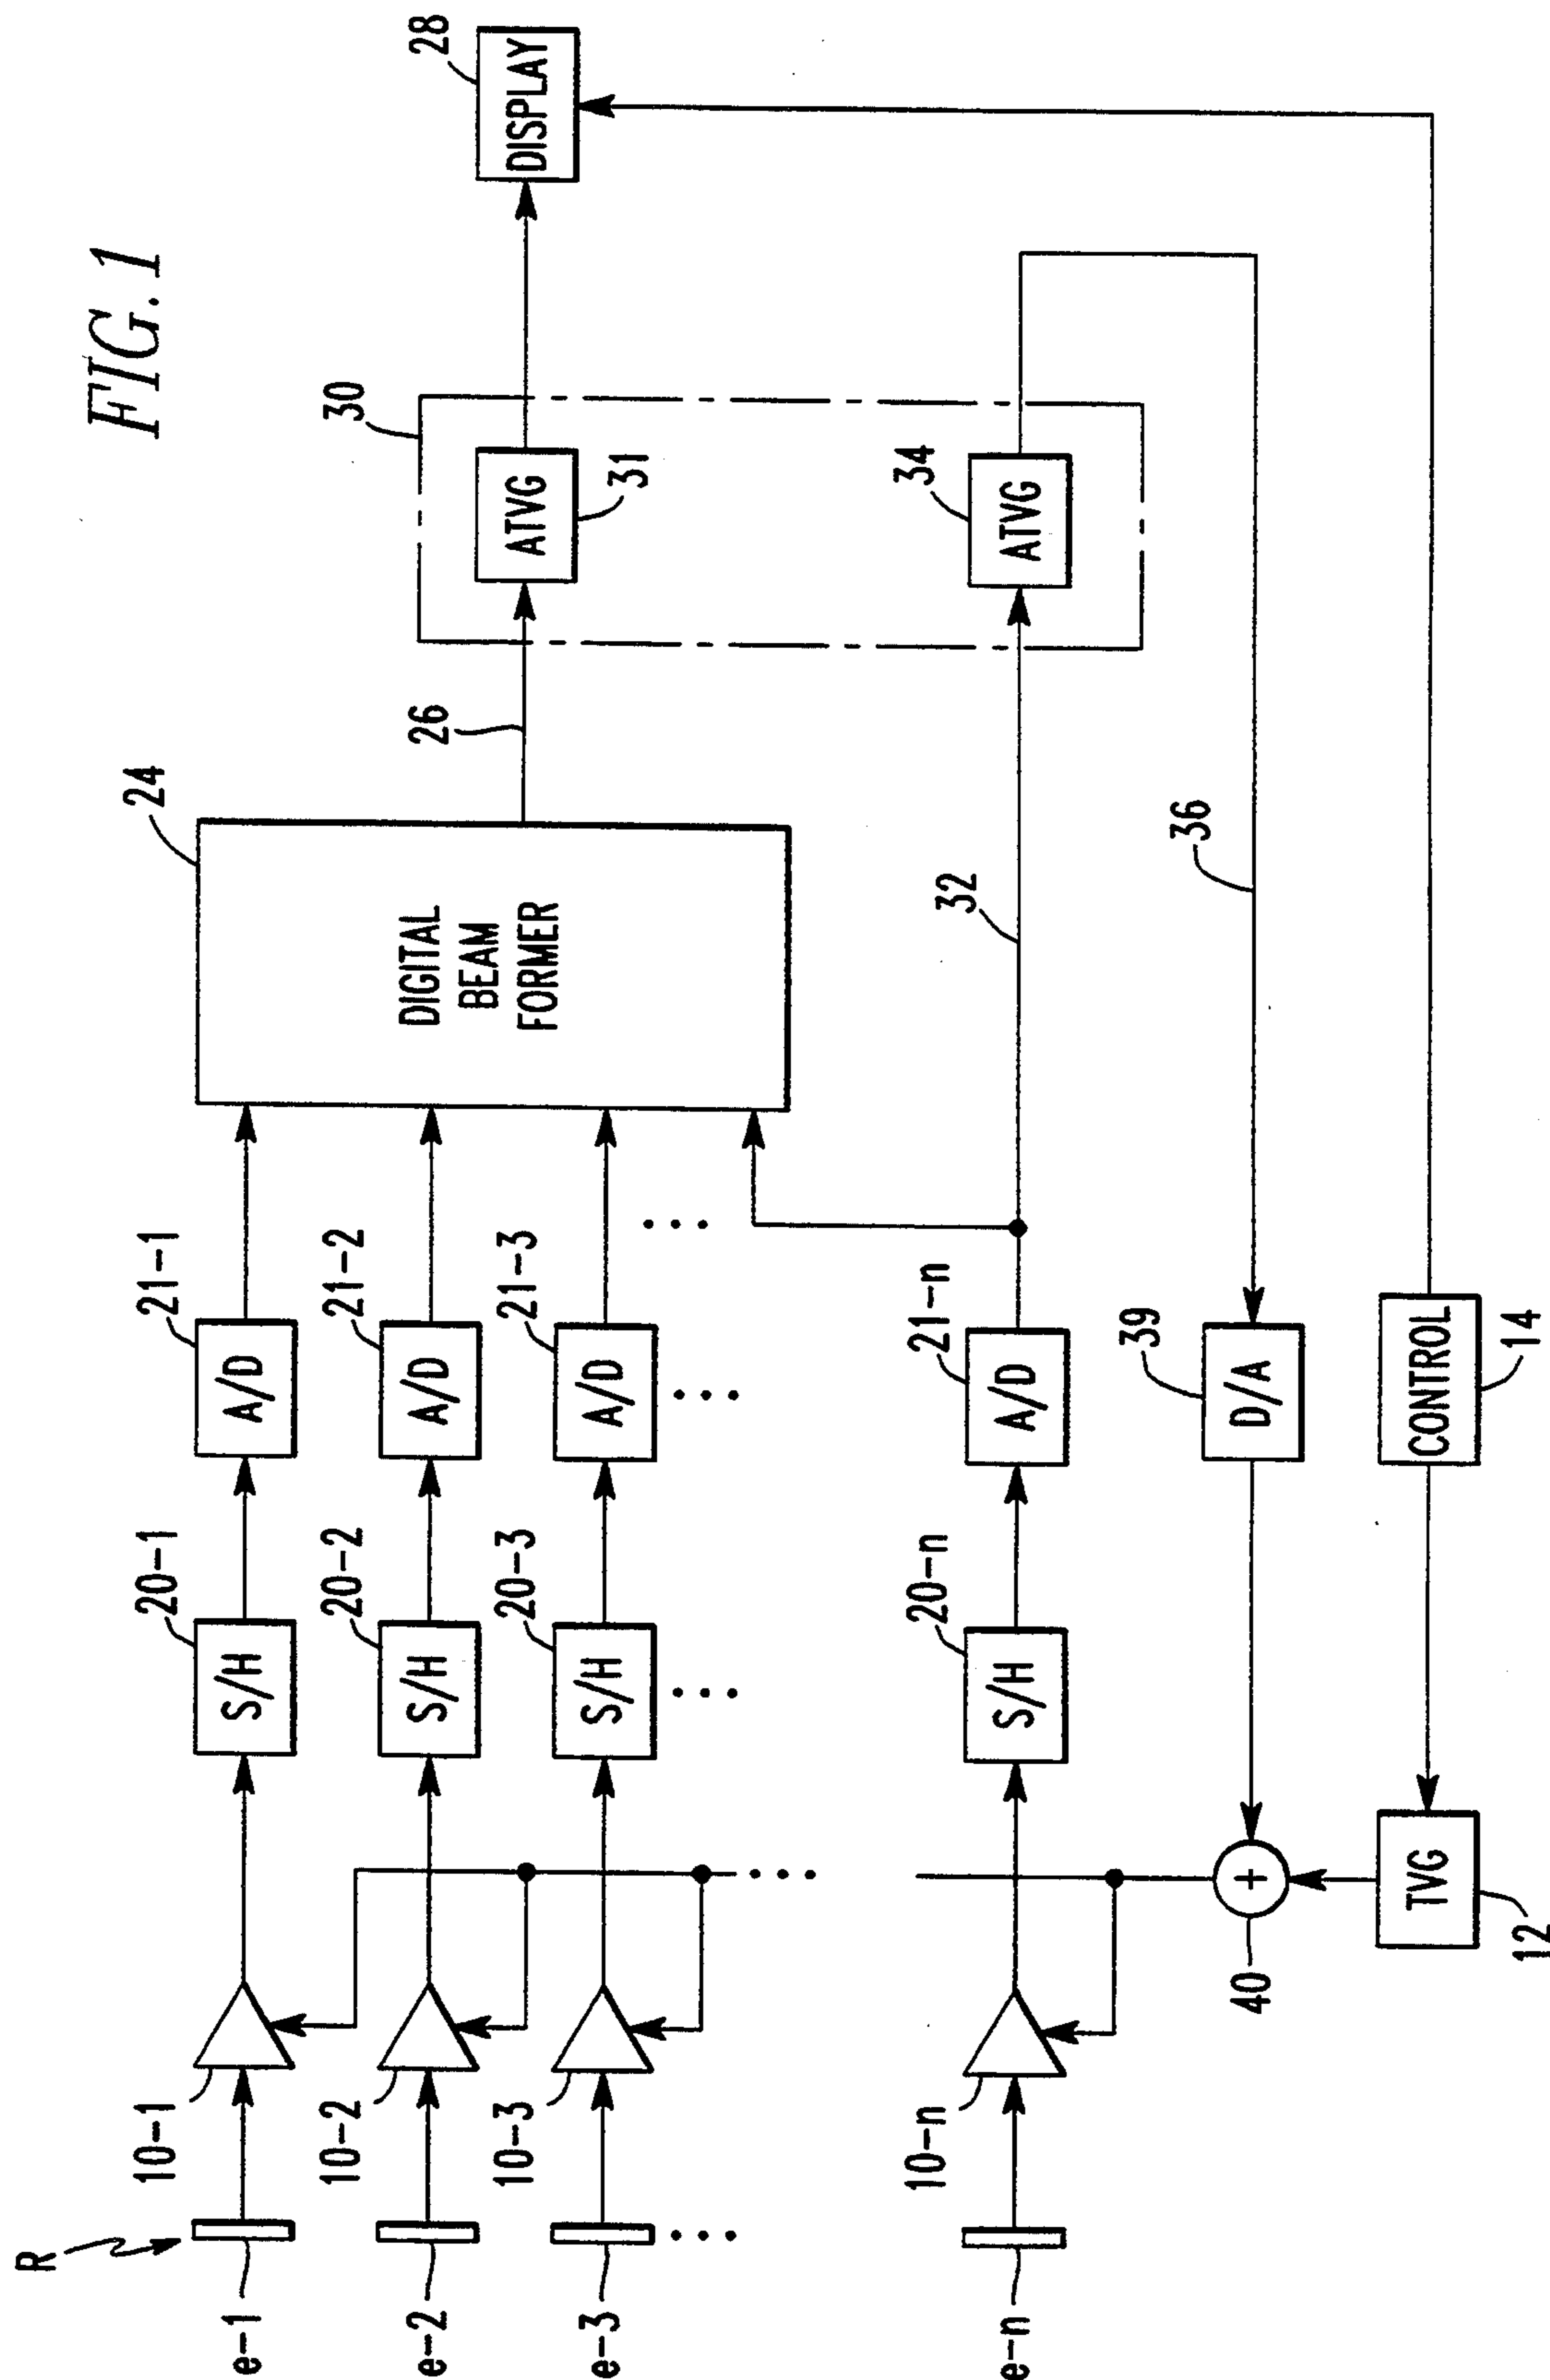 FIG. 1
R
e-1
10-1
20-1
S/H
21-1
A/D
24
DIGITAL
BEAM
FORMER
26
30
ATVG
31
28
DISPLAY
e-2
10-2
20-2
S/H
21-2
A/D
e-3
10-3
20-3
S/H
21-3
A/D
e-n
10-n
20-n
S/H
21-n
A/D
32
34
ATVG
36
40
+
39
D/A
12
TVG
14
CONTROL